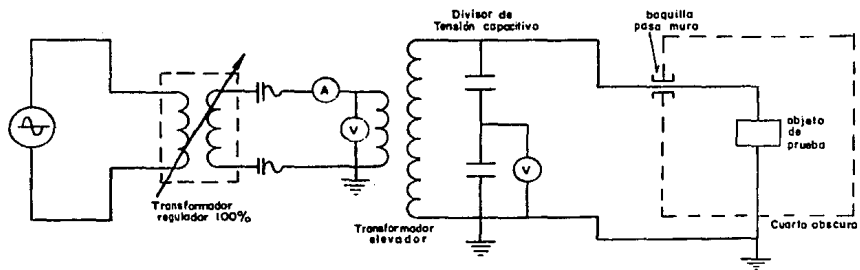 Divisor de
Tensión capacitivo
boquilla
pasa muro
A
V
V
objeto
de
prueba
Transformador
regulador 100%
Transformador
elevador
Cuarto obscuro